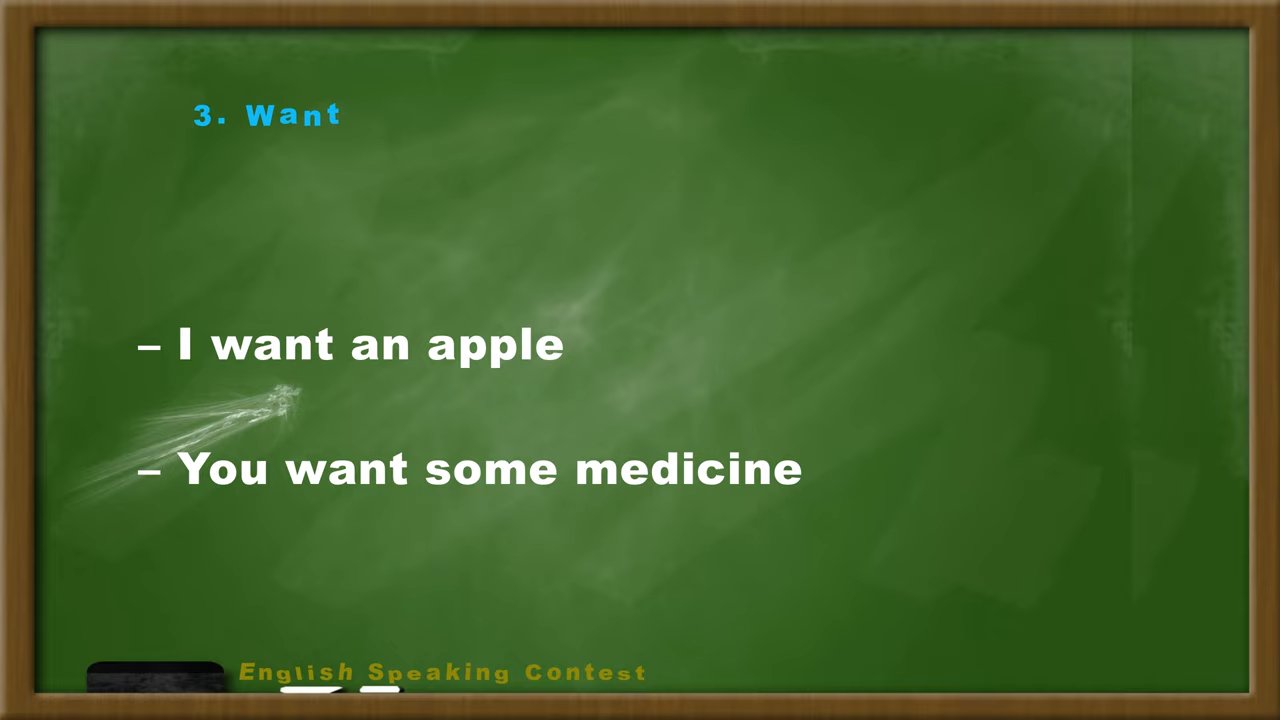 3. Want
– I want an apple
– You want some medicine
English Speaking Contest